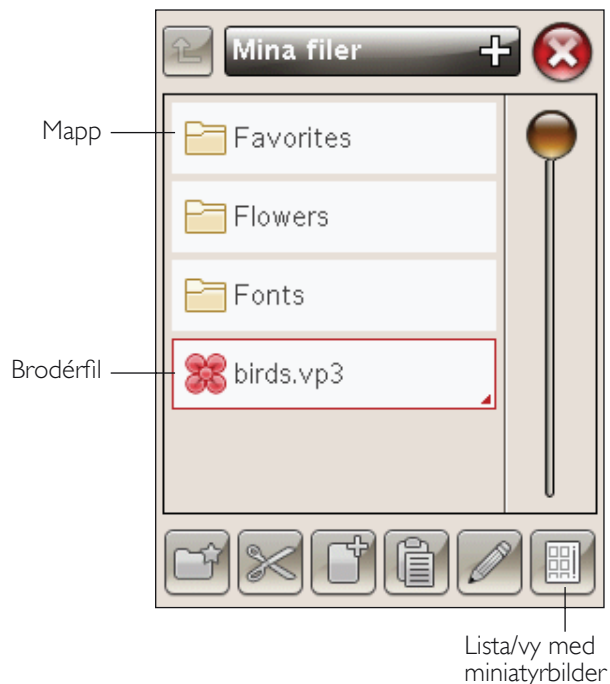 Mina filer
Mapp
Favorites
Flowers
Fonts
Brodérfil
birds.vp3
Lista/vy med
miniatyrbilder